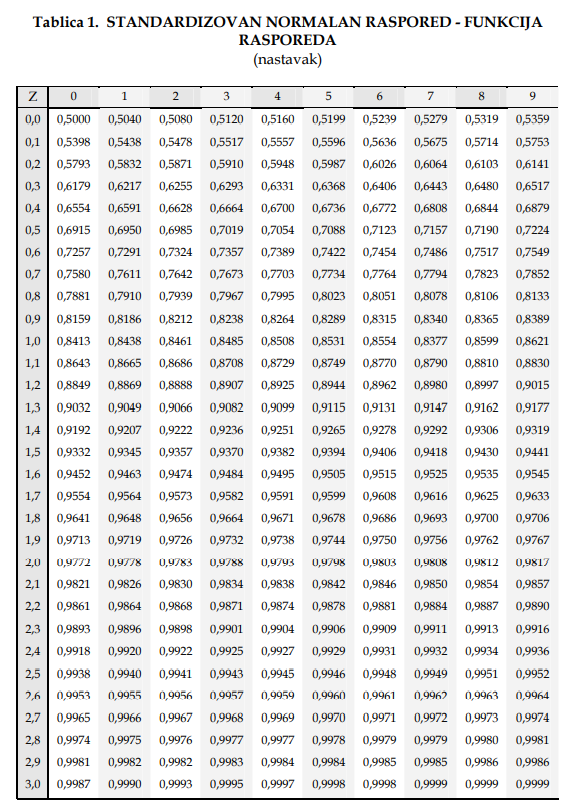 Tablica 1. STANDARDIZOVAN NORMALAN RASPORED - FUNKCIJA
RASPOREDA
(nastavak)
Z 0 1 2 3 4 5 6 7 8 9
0,0 0,5000 0,5040 0,5080 0,5120 0,5160 0,5199 0,5239 0,5279 0,5319 0,5359
0,1 0,5398 0,5438 0,5478 0,5517 0,5557 0,5596 0,5636 0,5675 0,5714 0,5753
0,2 0,5793 0,5832 0,5871 0,5910 0,5948 0,5987 0,6026 0,6064 0,6103 0,6141
0,3 0,6179 0,6217 0,6255 0,6293 0,6331 0,6368 0,6406 0,6443 0,6480 0,6517
0,4 0,6554 0,6591 0,6628 0,6664 0,6700 0,6736 0,6772 0,6808 0,6844 0,6879
0,5 0,6915 0,6950 0,6985 0,7019 0,7054 0,7088 0,7123 0,7157 0,7190 0,7224
0,6 0,7257 0,7291 0,7324 0,7357 0,7389 0,7422 0,7454 0,7486 0,7517 0,7549
0,7 0,7580 0,7611 0,7642 0,7673 0,7703 0,7734 0,7764 0,7794 0,7823 0,7852
0,8 0,7881 0,7910 0,7939 0,7967 0,7995 0,8023 0,8051 0,8078 0,8106 0,8133
0,9 0,8159 0,8186 0,8212 0,8238 0,8264 0,8289 0,8315 0,8340 0,8365 0,8389
1,0 0,8413 0,8438 0,8461 0,8485 0,8508 0,8531 0,8554 0,8377 0,8599 0,8621
1,1 0,8643 0,8665 0,8686 0,8708 0,8729 0,8749 0,8770 0,8790 0,8810 0,8830
1,2 0,8849 0,8869 0,8888 0,8907 0,8925 0,8944 0,8962 0,8980 0,8997 0,9015
1,3 0,9032 0,9049 0,9066 0,9082 0,9099 0,9115 0,9131 0,9147 0,9162 0,9177
1,4 0,9192 0,9207 0,9222 0,9236 0,9251 0,9265 0,9278 0,9292 0,9306 0,9319
1,5 0,9332 0,9345 0,9357 0,9370 0,9382 0,9394 0,9406 0,9418 0,9430 0,9441
1,6 0,9452 0,9463 0,9474 0,9484 0,9495 0,9505 0,9515 0,9525 0,9535 0,9545
1,7 0,9554 0,9564 0,9573 0,9582 0,9591 0,9599 0,9608 0,9616 0,9625 0,9633
1,8 0,9641 0,9648 0,9656 0,9664 0,9671 0,9678 0,9686 0,9693 0,9700 0,9706
1,9 0,9713 0,9719 0,9726 0,9732 0,9738 0,9744 0,9750 0,9756 0,9762 0,9767
2,0 0,9772 0,9778 0,9783 0,9788 0,9793 0,9798 0,9803 0,9808 0,9812 0,9817
2,1 0,9821 0,9826 0,9830 0,9834 0,9838 0,9842 0,9846 0,9850 0,9854 0,9857
2,2 0,9861 0,9864 0,9868 0,9871 0,9874 0,9878 0,9881 0,9884 0,9887 0,9890
2,3 0,9893 0,9896 0,9898 0,9901 0,9904 0,9906 0,9909 0,9911 0,9913 0,9916
2,4 0,9918 0,9920 0,9922 0,9925 0,9927 0,9929 0,9931 0,9932 0,9934 0,9936
2,5 0,9938 0,9940 0,9941 0,9943 0,9945 0,9946 0,9948 0,9949 0,9951 0,9952
2,6 0,9953 0,9955 0,9956 0,9957 0,9959 0,9960 0,9961 0,9962 0,9963 0,9964
2,7 0,9965 0,9966 0,9967 0,9968 0,9969 0,9970 0,9971 0,9972 0,9973 0,9974
2,8 0,9974 0,9975 0,9976 0,9977 0,9977 0,9978 0,9979 0,9979 0,9980 0,9981
2,9 0,9981 0,9982 0,9982 0,9983 0,9984 0,9984 0,9985 0,9985 0,9986 0,9986
3,0 0,9987 0,9990 0,9993 0,9995 0,9997 0,9998 0,9998 0,9999 0,9999 0,9999